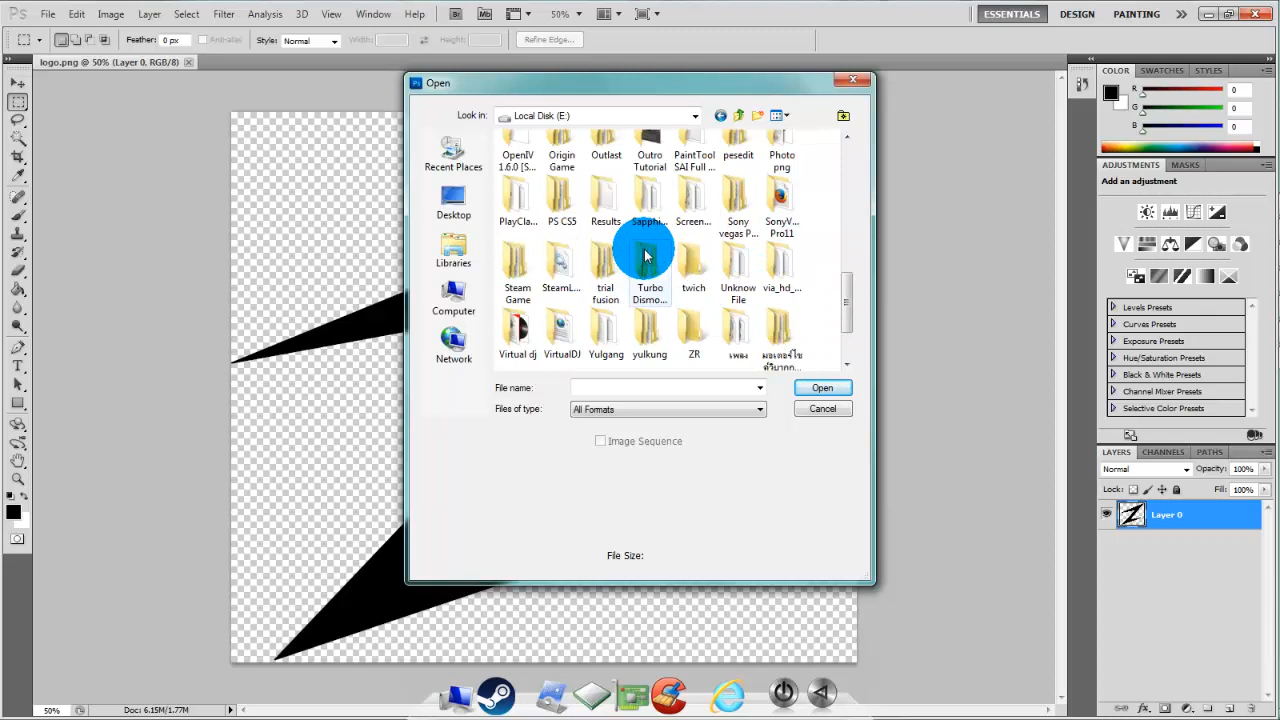 Ps File Edit Image Layer Select Filter Analysis 3D View Window Help Br Mb 50% ESSENTIALS DESIGN PAINTING
Feather: 0 px Anti-alias Style: Normal Width: Height: Refine Edge...
logo.png @ 50% (Layer 0, RGB/8)
Ps Open
Look in: Local Disk (E:)
Recent Places
Desktop
Libraries
Computer
Network
OpenIV 1.6.0 [S...
Origin Game
Outlast
Outro Tutorial
PaintTool SAI Full ...
pesedit
Photo png
PlayCla...
PS CS5
Results
Sapphi...
Screen...
Sony vegas P...
SonyV... Pro11
Steam Game
SteamL...
trial fusion
Turbo Dismo...
twich
Unknow File
via_hd_...
Virtual dj
VirtualDJ
Yulgang
yulkung
ZR
เพลง
File name: Open
Files of type: All Formats Cancel
Image Sequence
File Size:
COLOR SWATCHES STYLES
R 0
G 0
B 0
ADJUSTMENTS MASKS
Add an adjustment
Levels Presets
Curves Presets
Exposure Presets
Hue/Saturation Presets
Black & White Presets
Channel Mixer Presets
Selective Color Presets
LAYERS CHANNELS PATHS
Normal Opacity: 100%
Lock: Fill: 100%
Layer 0
50% Doc: 6.15M/1.77M